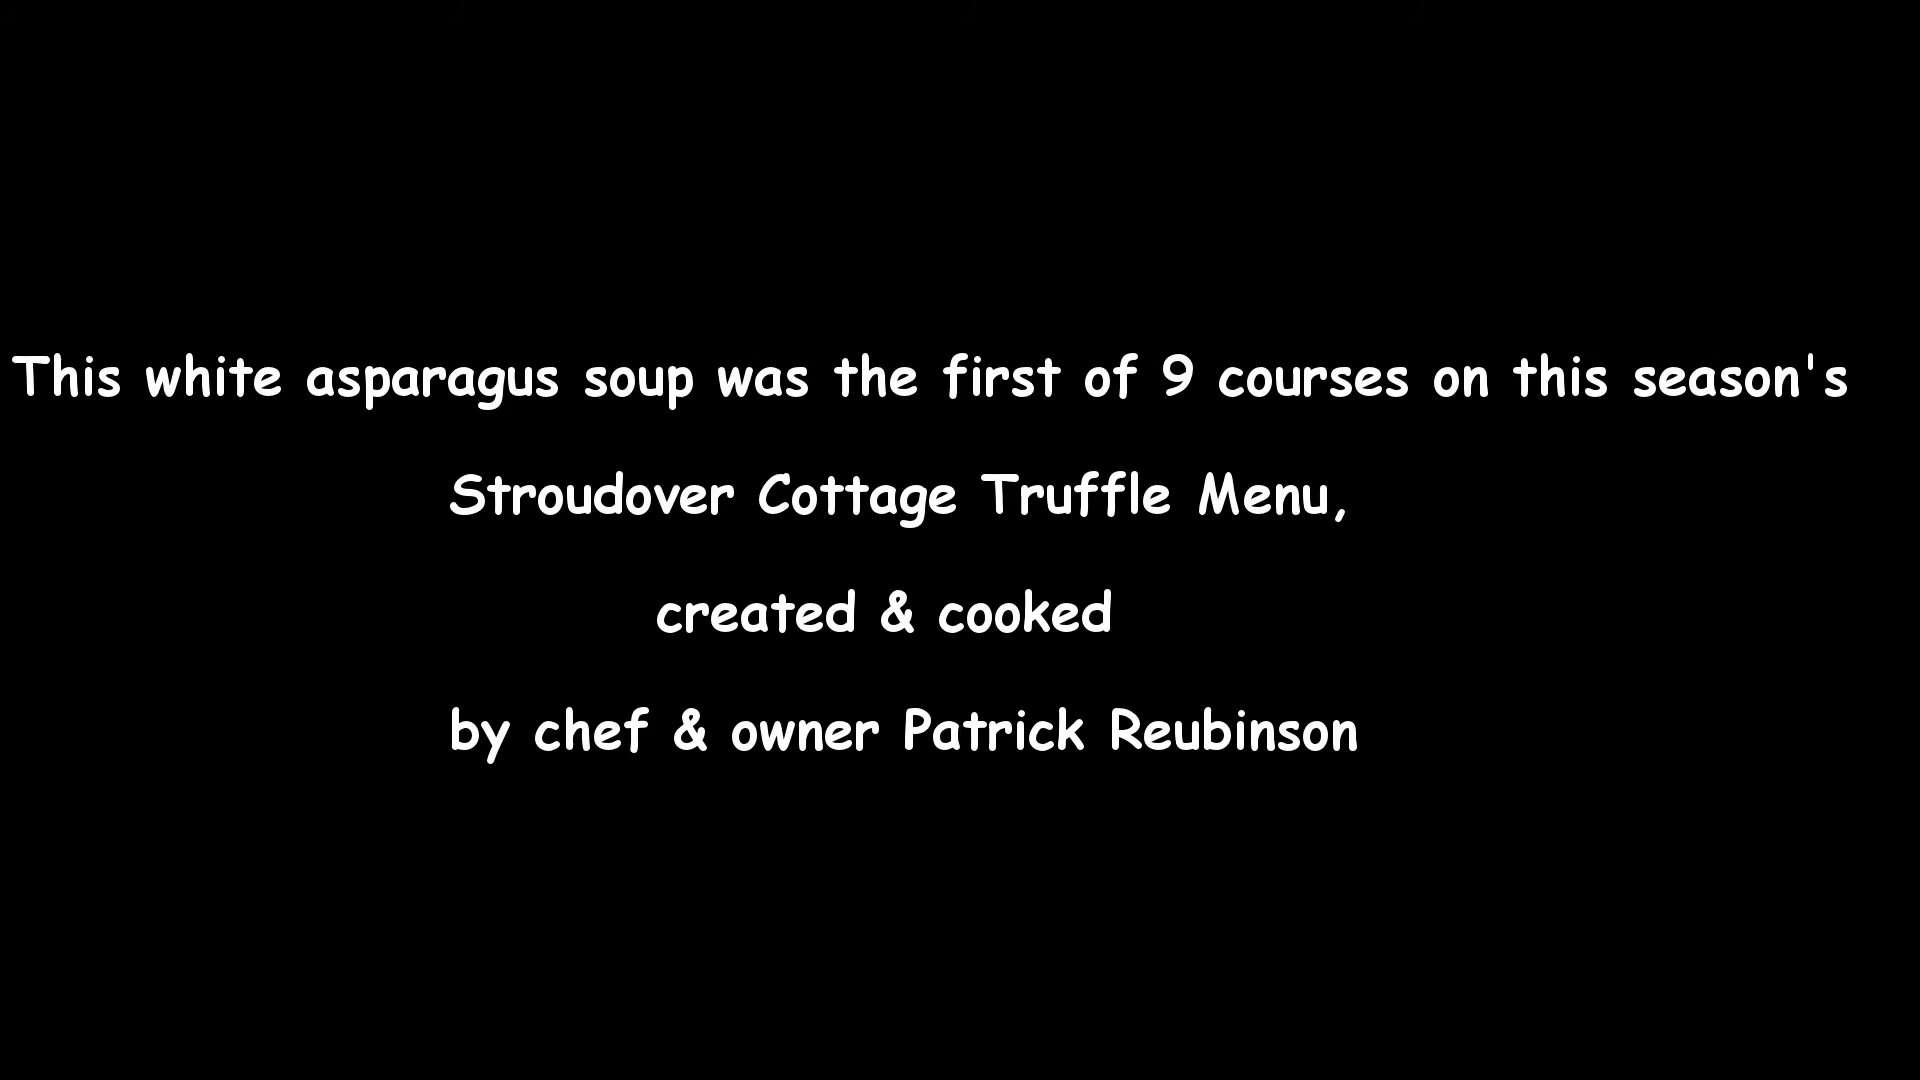 This white asparagus soup was the first of 9 courses on this season's
Stroudover Cottage Truffle Menu,
created & cooked
by chef & owner Patrick Reubinson